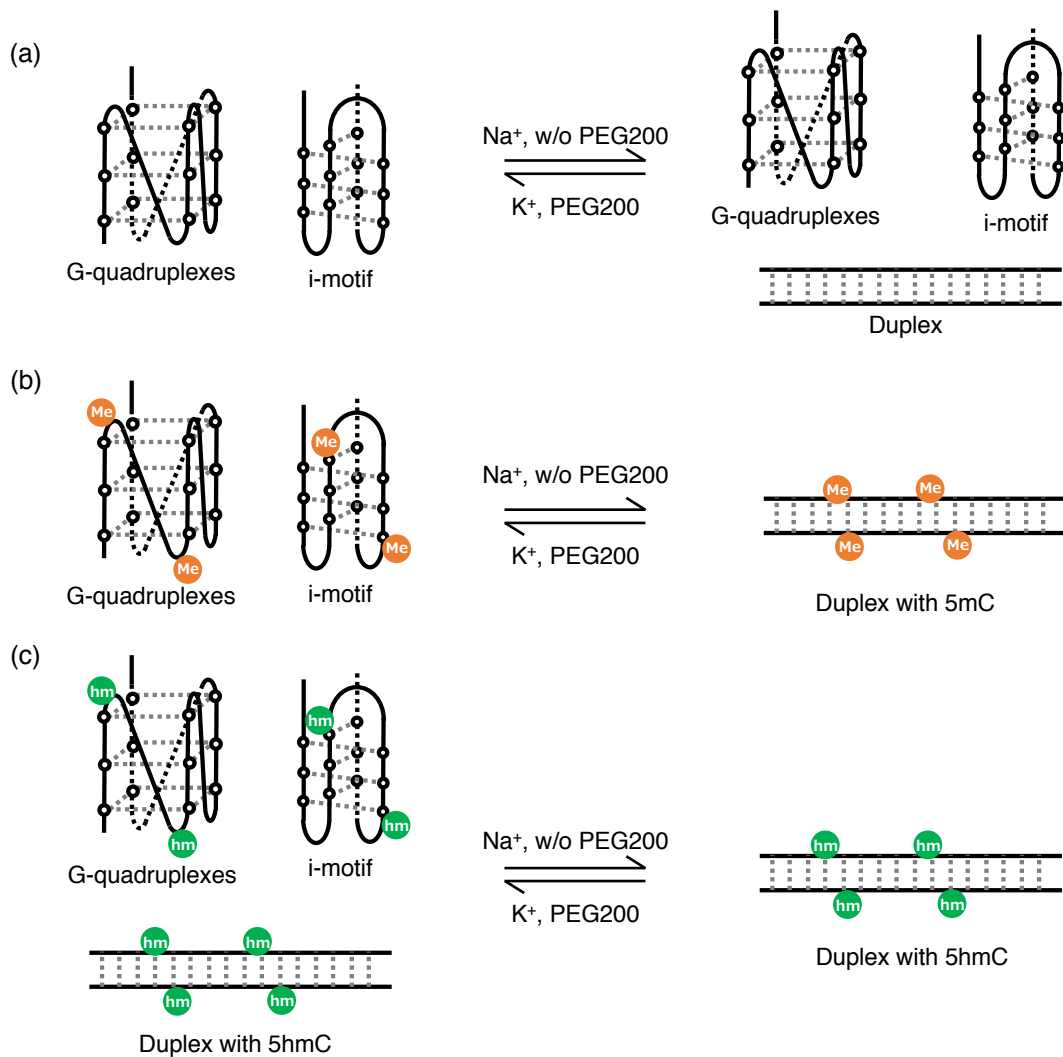 (a)
G-quadruplexes
i-motif
Na⁺, w/o PEG200
K⁺, PEG200
G-quadruplexes
i-motif
Duplex
(b)
Me
Me
G-quadruplexes
Me
Me
i-motif
Na⁺, w/o PEG200
K⁺, PEG200
Me
Me
Me
Me
Duplex with 5mC
(c)
hm
hm
G-quadruplexes
hm
hm
i-motif
hm
hm
hm
hm
Duplex with 5hmC
Na⁺, w/o PEG200
K⁺, PEG200
hm
hm
hm
hm
Duplex with 5hmC